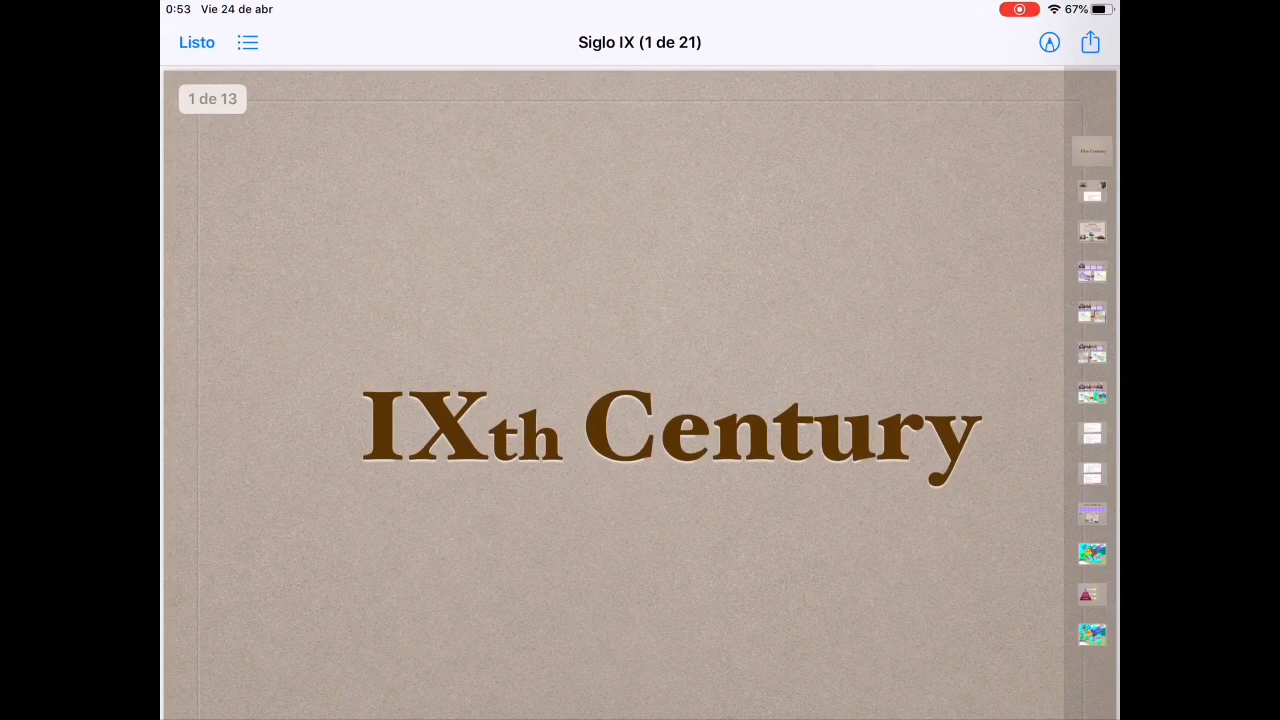 0:53 Vie 24 de abr 67%
Listo Siglo IX (1 de 21)
1 de 13
IXth Century